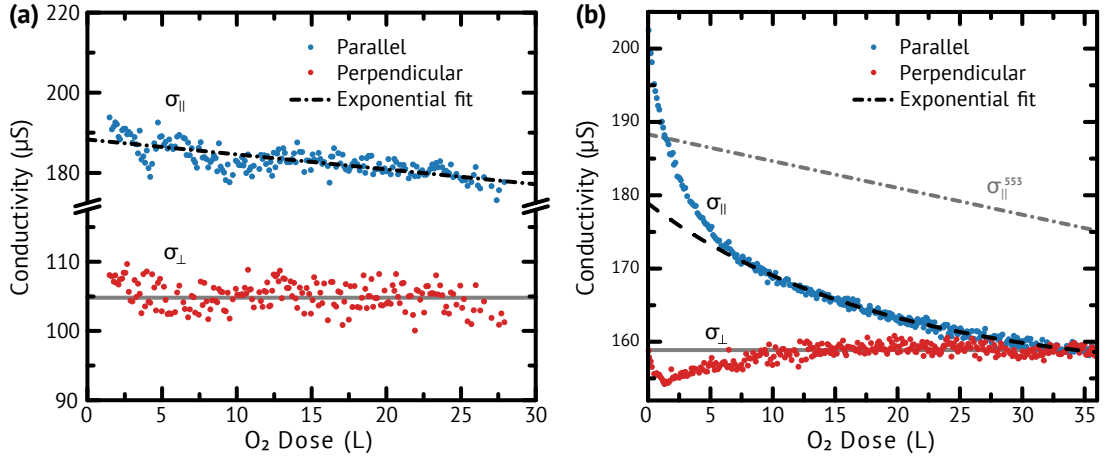 (a)
220
210
200
190
180
110
100
90
Conductivity (µS)
Parallel
Perpendicular
Exponential fit
σ||
σ⊥
0 5 10 15 20 25 30
O₂ Dose (L)
(b)
200
190
180
170
160
Conductivity (µS)
Parallel
Perpendicular
Exponential fit
σ||⁵⁵³
σ||
σ⊥
0 5 10 15 20 25 30 35
O₂ Dose (L)